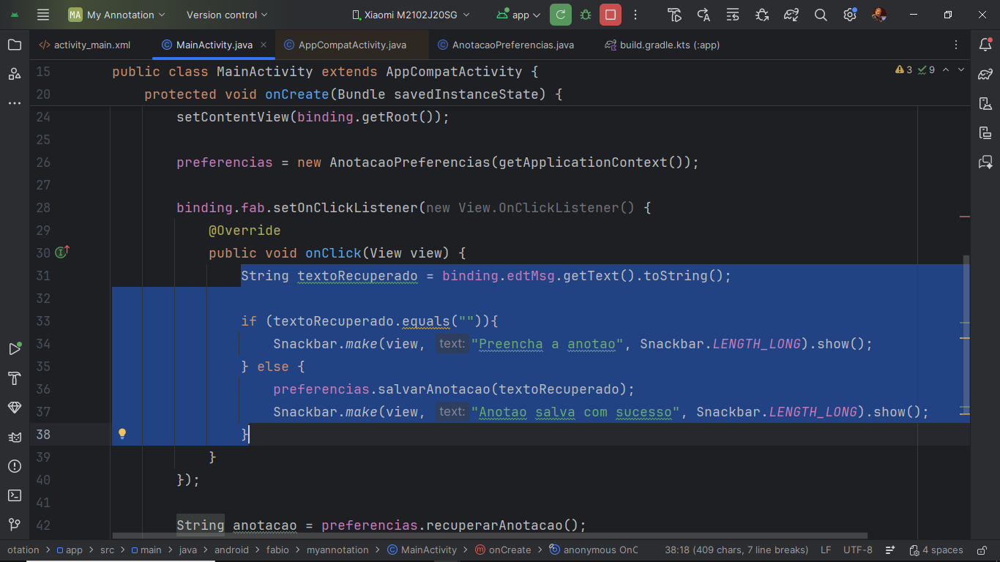 MA My Annotation Version control Xiaomi M2102J20SG app
activity_main.xml MainActivity.java AppCompatActivity.java AnotacaoPreferencias.java build.gradle.kts (:app)
15 public class MainActivity extends AppCompatActivity { 3 9
20 protected void onCreate(Bundle savedInstanceState) {
24 setContentView(binding.getRoot());
25
26 preferencias = new AnotacaoPreferencias(getApplicationContext());
27
28 binding.fab.setOnClickListener(new View.OnClickListener() {
29 @Override
30 public void onClick(View view) {
31 String textoRecuperado = binding.edtMsg.getText().toString();
32
33 if (textoRecuperado.equals("")){
34 Snackbar.make(view, text: "Preencha a anotao", Snackbar.LENGTH_LONG).show();
35 } else {
36 preferencias.salvarAnotacao(textoRecuperado);
37 Snackbar.make(view, text: "Anotao salva com sucesso", Snackbar.LENGTH_LONG).show();
38 }
39 }
40 });
41
42 String anotacao = preferencias.recuperarAnotacao();
otation > app > src > main > java > android > fabio > myannotation > MainActivity > onCreate > anonymous OnC 38:18 (409 chars, 7 line breaks) LF UTF-8 4 spaces